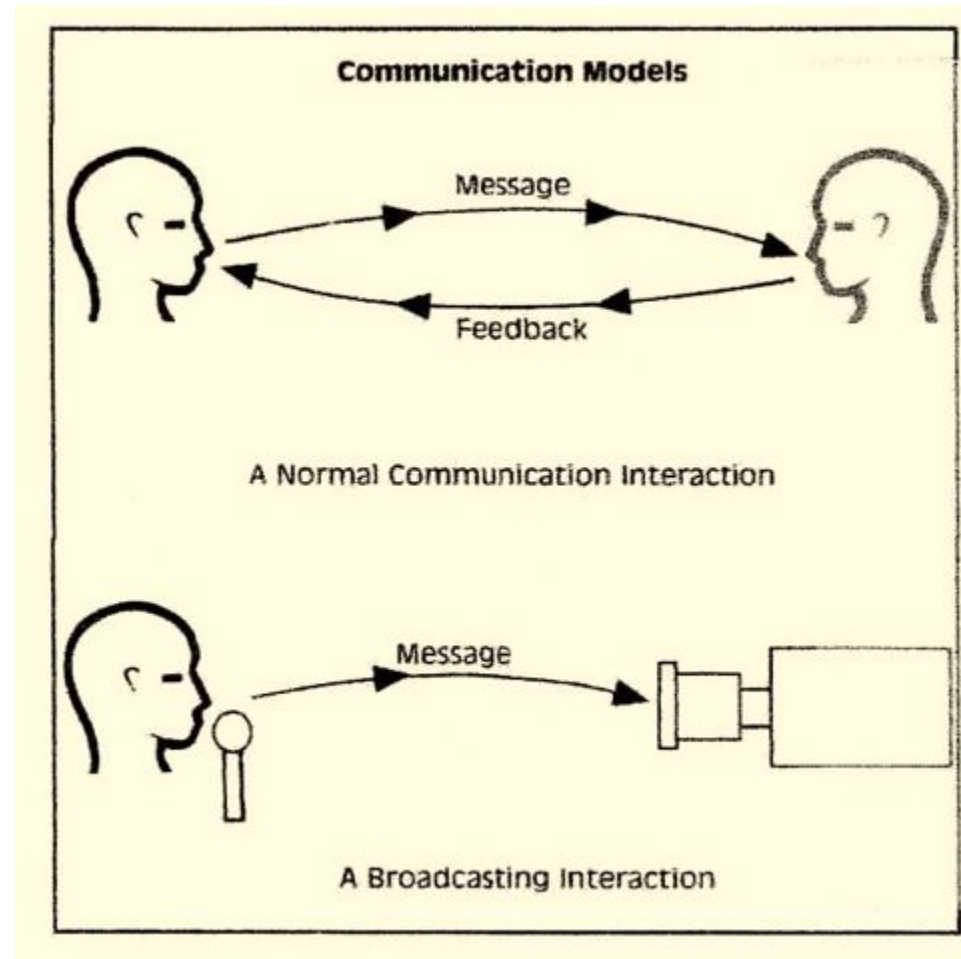 Communication Models
Message
Feedback
A Normal Communication Interaction
Message
A Broadcasting Interaction